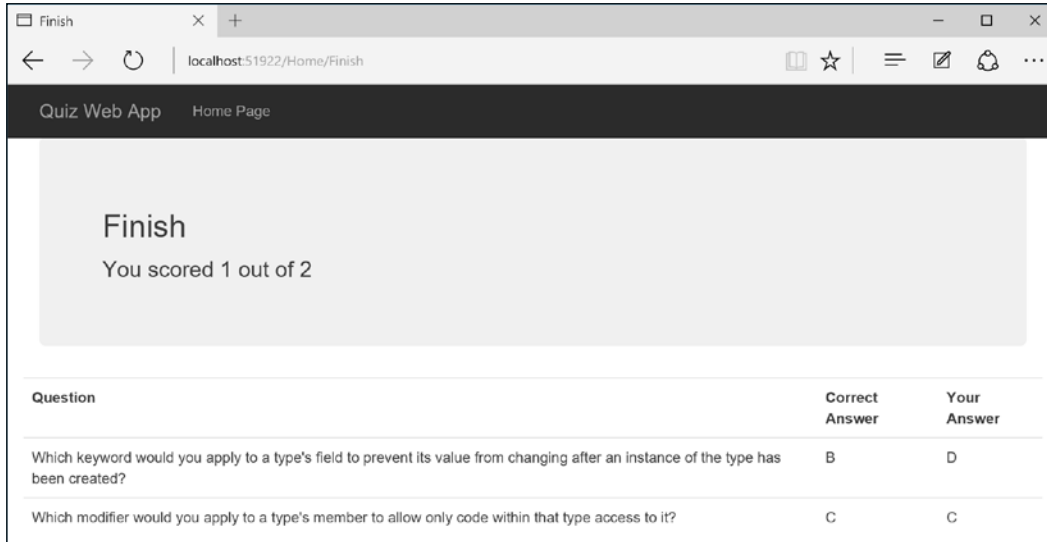 Finish
localhost:51922/Home/Finish
Quiz Web App Home Page
Finish
You scored 1 out of 2
Question Correct Answer Your Answer
Which keyword would you apply to a type's field to prevent its value from changing after an instance of the type has
been created? B D
Which modifier would you apply to a type's member to allow only code within that type access to it? C C